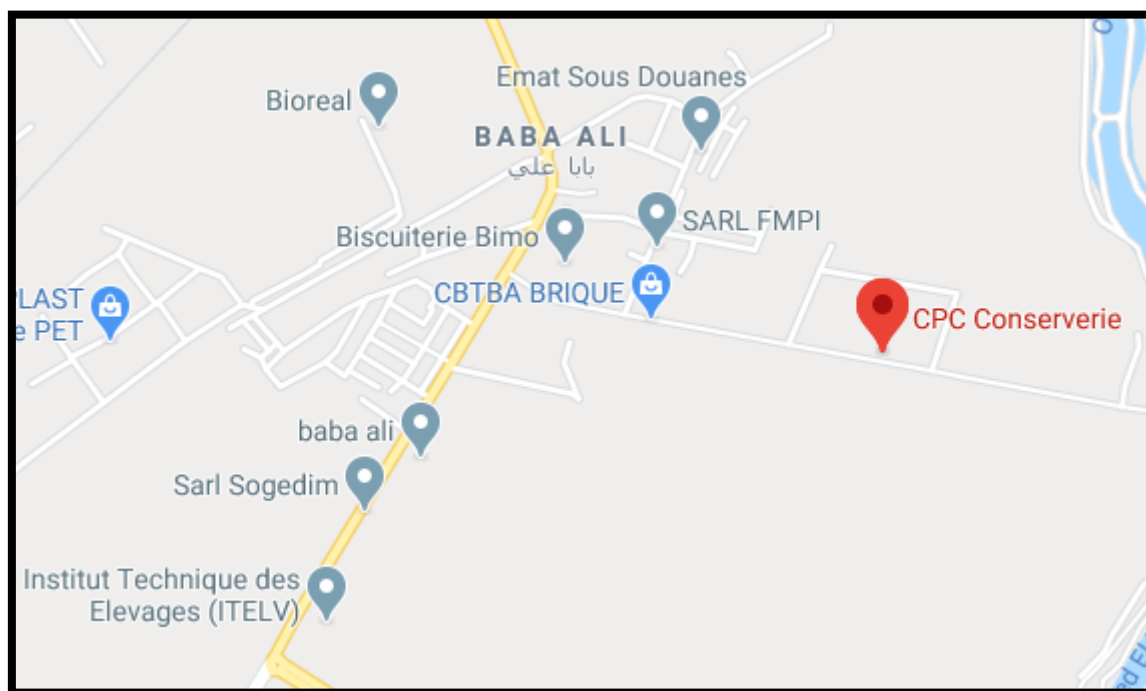 Emat Sous Douanes
Bioreal
BABA ALI
بابا علي
SARL FMPI
Biscuiterie Bimo
CBTBA BRIQUE
PLAST
e PET
CPC Conserverie
baba ali
Sarl Sogedim
Institut Technique des
Elevages (ITELV)